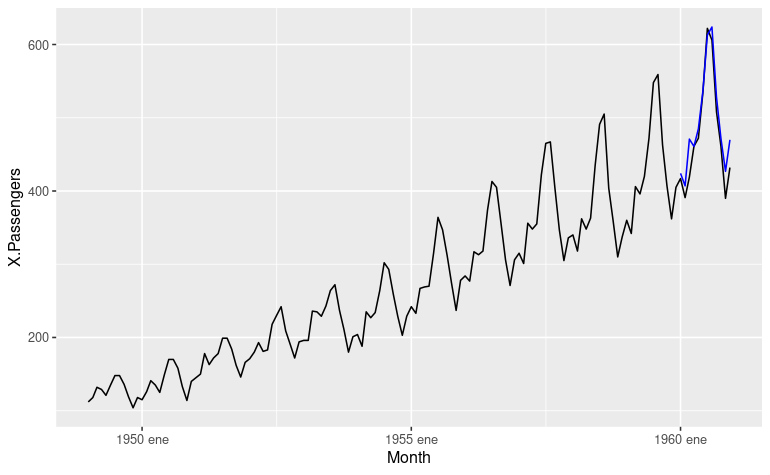 600
400
200
X.Passengers
1950 ene
1955 ene
1960 ene
Month